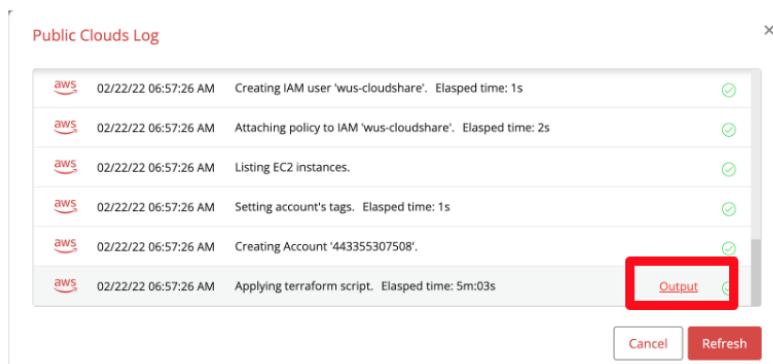 Public Clouds Log
×
aws 02/22/22 06:57:26 AM Creating IAM user 'wus-cloudshare'. Elasped time: 1s
aws 02/22/22 06:57:26 AM Attaching policy to IAM 'wus-cloudshare'. Elasped time: 2s
aws 02/22/22 06:57:26 AM Listing EC2 instances.
aws 02/22/22 06:57:26 AM Setting account's tags. Elasped time: 1s
aws 02/22/22 06:57:26 AM Creating Account '443355307508'.
aws 02/22/22 06:57:26 AM Applying terraform script. Elasped time: 5m:03s Output
Cancel Refresh